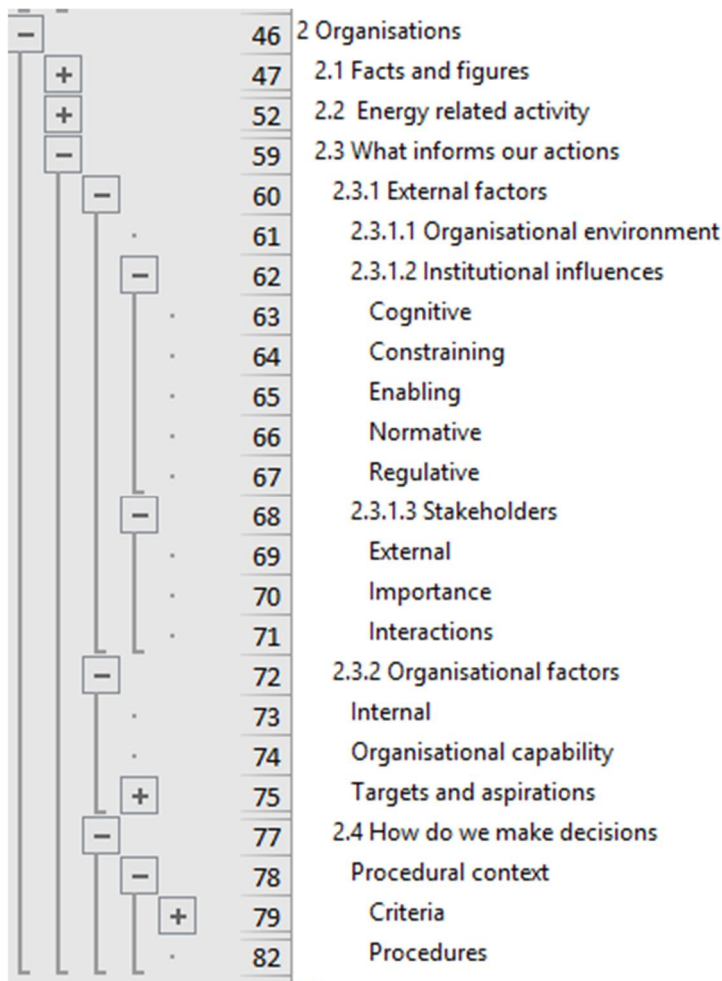 46 2 Organisations
47 2.1 Facts and figures
52 2.2 Energy related activity
59 2.3 What informs our actions
60 2.3.1 External factors
61 2.3.1.1 Organisational environment
62 2.3.1.2 Institutional influences
63 Cognitive
64 Constraining
65 Enabling
66 Normative
67 Regulative
68 2.3.1.3 Stakeholders
69 External
70 Importance
71 Interactions
72 2.3.2 Organisational factors
73 Internal
74 Organisational capability
75 Targets and aspirations
77 2.4 How do we make decisions
78 Procedural context
79 Criteria
82 Procedures